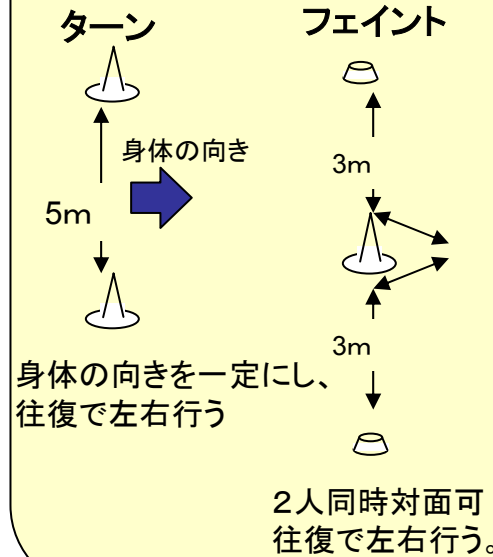 ターン
身体の向き
5m
身体の向きを一定にし、
往復で左右行う
フェイント
3m
3m
２人同時対面可
往復で左右行う。